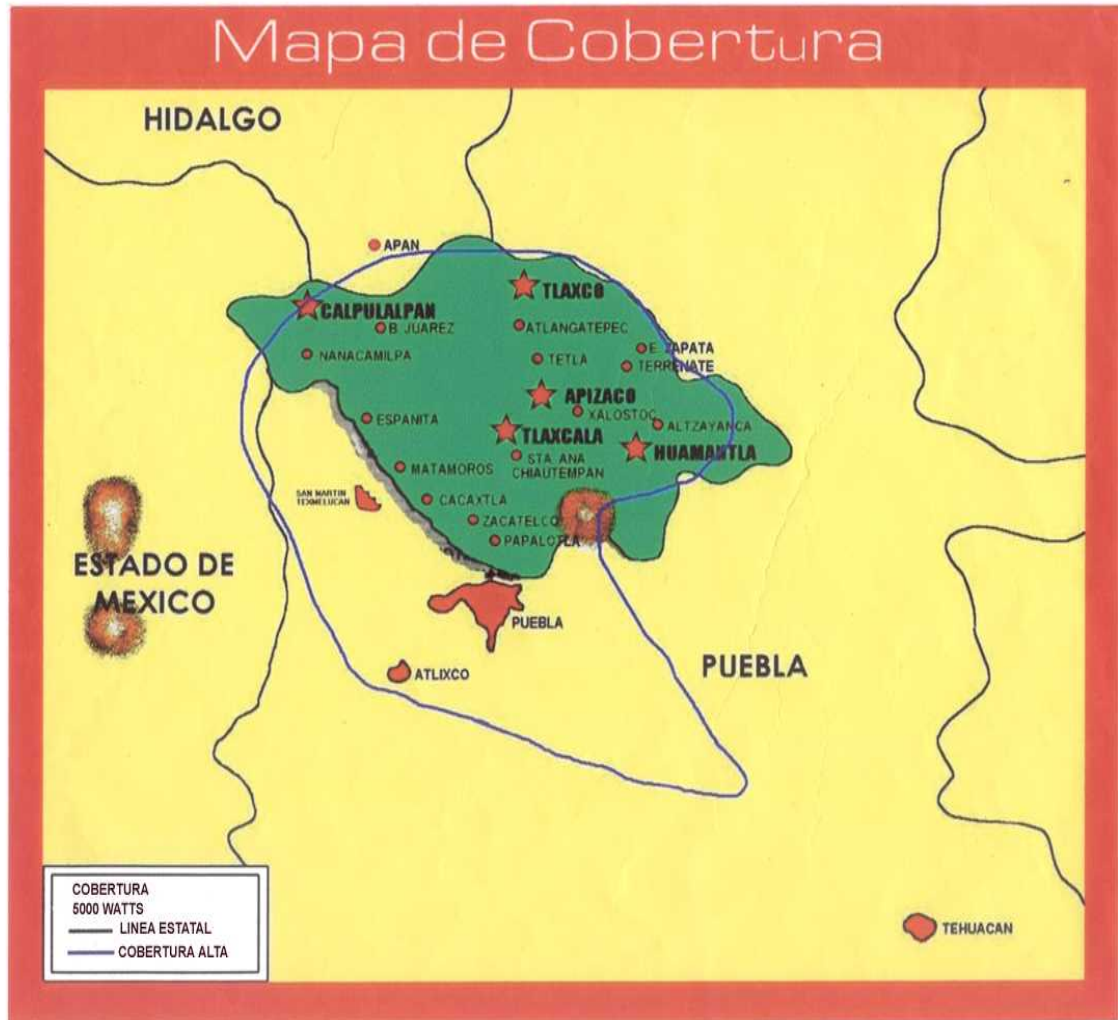 Mapa de Cobertura
HIDALGO
APAN
TLAXCO
CALPULALPAN
B. JUAREZ
ATLANGATEPEC
NANACAMILPA
TETLA
E. ZAPATA
TERRENATE
APIZACO
XALOSTOC
ESPANITA
ALTZAYANCA
TLAXCALA
HUAMANTLA
STA. ANA
CHIAUTEMPAN
MATAMOROS
SAN MARTIN
TEXMELUCAN
CACAXTLA
ZACATELCO
PAPALOTLA
ESTADO DE
MEXICO
PUEBLA
ATLIXCO
PUEBLA
COBERTURA
5000 WATTS
LINEA ESTATAL
COBERTURA ALTA
TEHUACAN